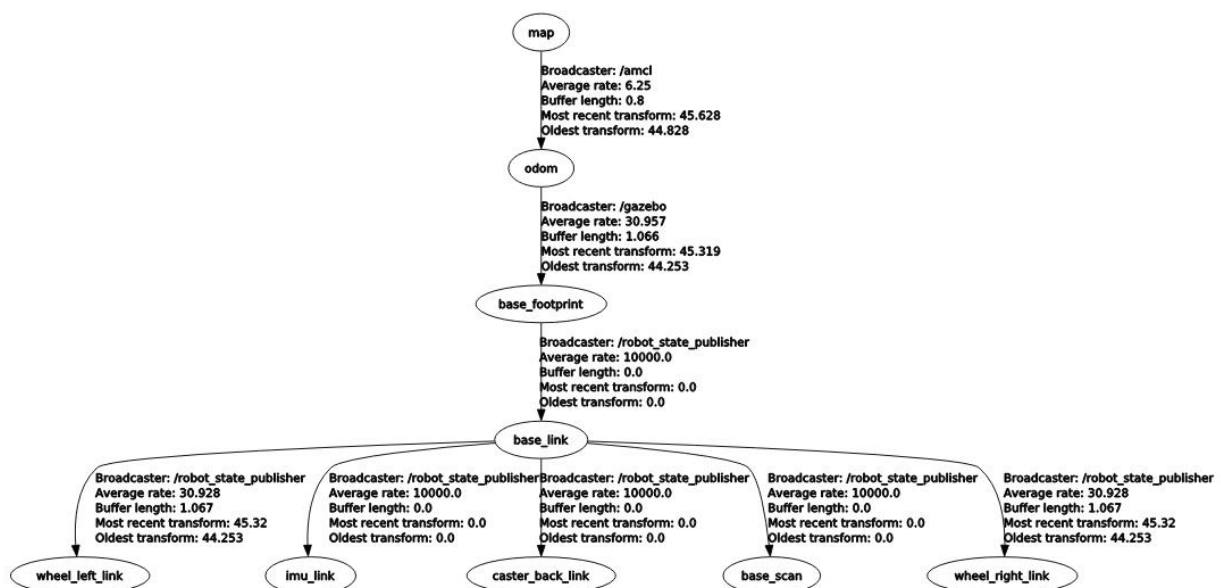 map
Broadcaster: /amcl
Average rate: 6.25
Buffer length: 0.8
Most recent transform: 45.628
Oldest transform: 44.828
odom
Broadcaster: /gazebo
Average rate: 30.957
Buffer length: 1.066
Most recent transform: 45.319
Oldest transform: 44.253
base_footprint
Broadcaster: /robot_state_publisher
Average rate: 10000.0
Buffer length: 0.0
Most recent transform: 0.0
Oldest transform: 0.0
base_link
Broadcaster: /robot_state_publisher
Average rate: 30.928
Buffer length: 1.067
Most recent transform: 45.32
Oldest transform: 44.253
Broadcaster: /robot_state_publisher
Average rate: 10000.0
Buffer length: 0.0
Most recent transform: 0.0
Oldest transform: 0.0
Broadcaster: /robot_state_publisher
Average rate: 10000.0
Buffer length: 0.0
Most recent transform: 0.0
Oldest transform: 0.0
Broadcaster: /robot_state_publisher
Average rate: 10000.0
Buffer length: 0.0
Most recent transform: 0.0
Oldest transform: 0.0
Broadcaster: /robot_state_publisher
Average rate: 30.928
Buffer length: 1.067
Most recent transform: 45.32
Oldest transform: 44.253
wheel_left_link
imu_link
caster_back_link
base_scan
wheel_right_link